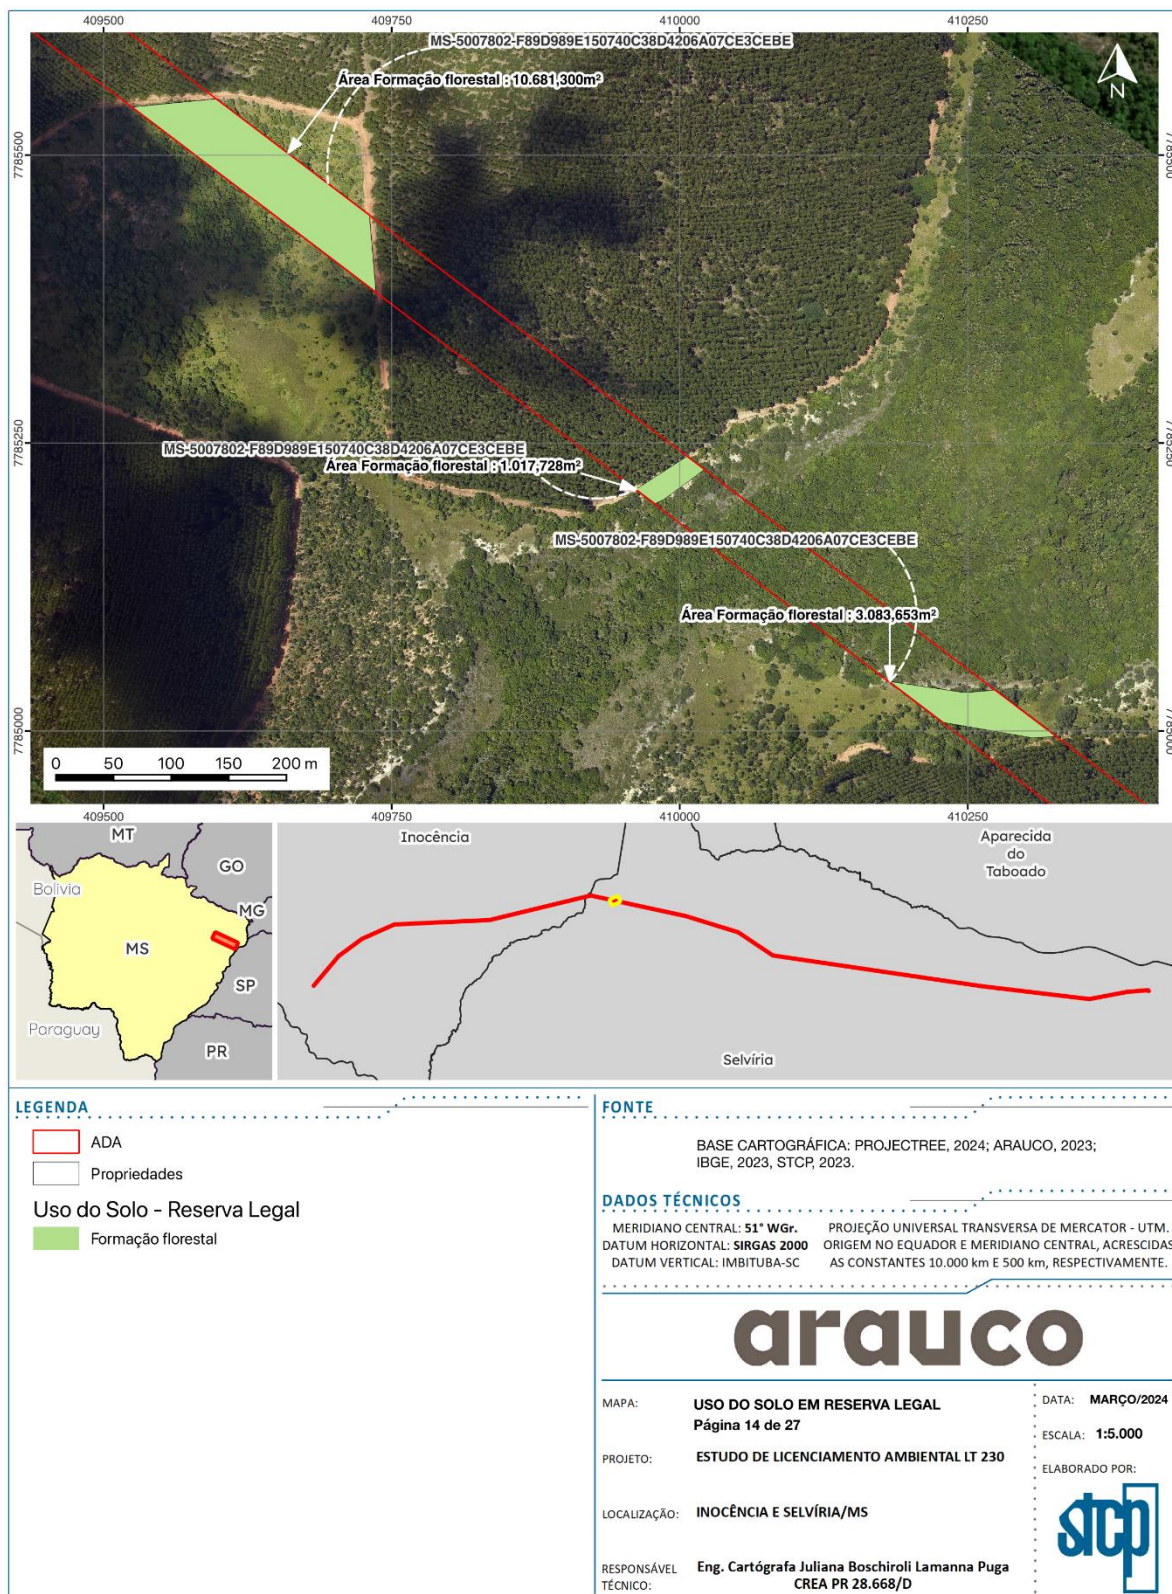 409500
409750
410000
410250
MS-5007802-F89D989E150740C38D4206A07CE3CEBE
Área Formação florestal : 10.681,300m²
N
7785500
7785500
7785250
7785250
MS-5007802-F89D989E150740C38D4206A07CE3CEBE
Área Formação florestal : 1.017,728m²
MS-5007802-F89D989E150740C38D4206A07CE3CEBE
Área Formação florestal : 3.083,653m²
7785000
7785000
0 50 100 150 200 m
409500
409750
410000
410250
MT
GO
Bolivia
MG
MS
SP
Paraguay
PR
Inocência
Aparecida
do
Taboado
Selvíria
LEGENDA
ADA
Propriedades
Uso do Solo - Reserva Legal
Formação florestal
FONTE
BASE CARTOGRÁFICA: PROJECTREE, 2024; ARAUCO, 2023;
IBGE, 2023, STCP, 2023.
DADOS TÉCNICOS
MERIDIANO CENTRAL: 51° WGr.
DATUM HORIZONTAL: SIRGAS 2000
DATUM VERTICAL: IMBITUBA-SC
PROJEÇÃO UNIVERSAL TRANSVERSA DE MERCATOR - UTM.
ORIGEM NO EQUADOR E MERIDIANO CENTRAL, ACRESCIDAS
AS CONSTANTES 10.000 km E 500 km, RESPECTIVAMENTE.
arauco
MAPA: USO DO SOLO EM RESERVA LEGAL
Página 14 de 27
PROJETO: ESTUDO DE LICENCIAMENTO AMBIENTAL LT 230
LOCALIZAÇÃO: INOCÊNCIA E SELVÍRIA/MS
RESPONSÁVEL
TÉCNICO:
Eng. Cartógrafa Juliana Boschiroli Lamanna Puga
CREA PR 28.668/D
DATA: MARÇO/2024
ESCALA: 1:5.000
ELABORADO POR:
stcp